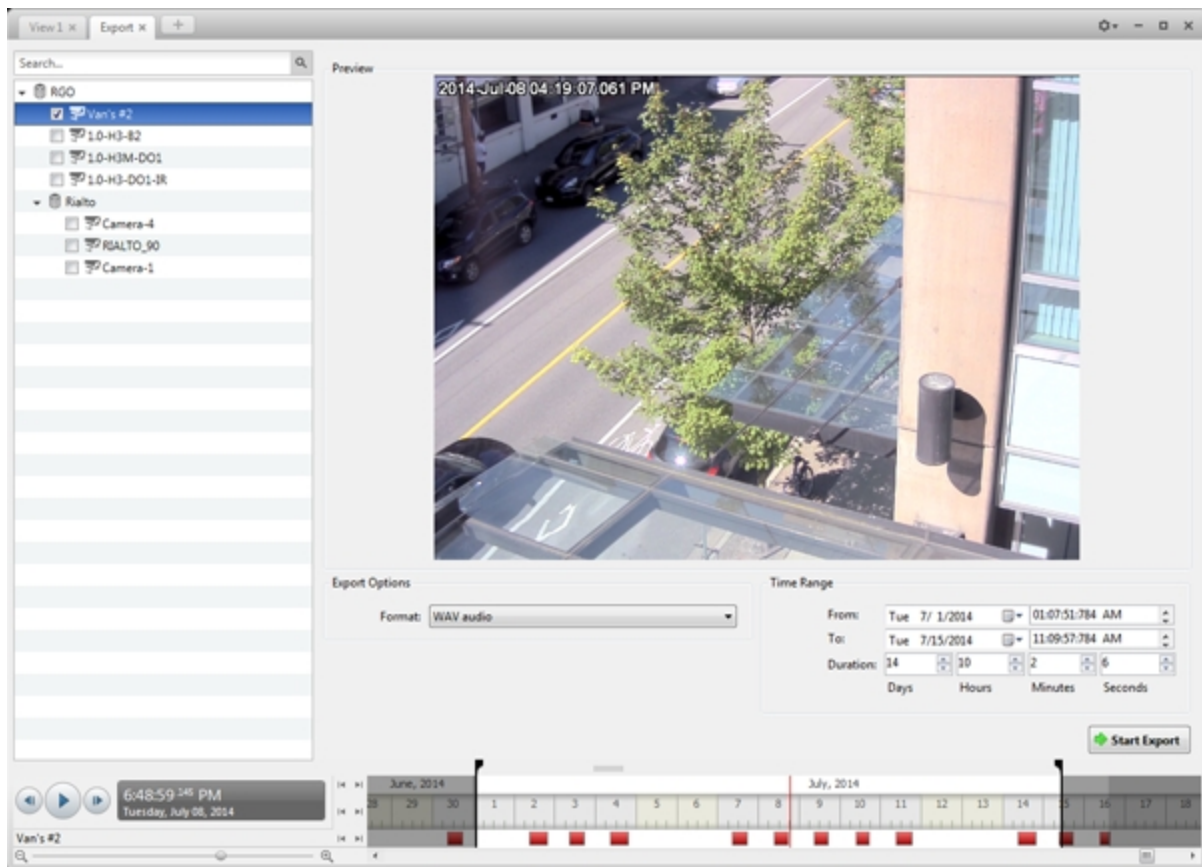 View 1
Export
Search...
Preview
RGO
Van's #2
1.0-H3-B2
1.0-H3M-DO1
1.0-H3-DO1-IR
Rialto
Camera-4
RIALTO_90
Camera-1
2014-Jul-08 04:19:07.061 PM
Export Options
Format: WAV audio
Time Range
From: Tue 7/ 1/2014 01:07:51:784 AM
To: Tue 7/15/2014 11:09:57:784 AM
Duration: 14 10 2 6
Days Hours Minutes Seconds
Start Export
6:48:59.245 PM
Tuesday, July 08, 2014
June, 2014 July, 2014
28 29 30 1 2 3 4 5 6 7 8 9 10 11 12 13 14 15 16 17 18
Van's #2